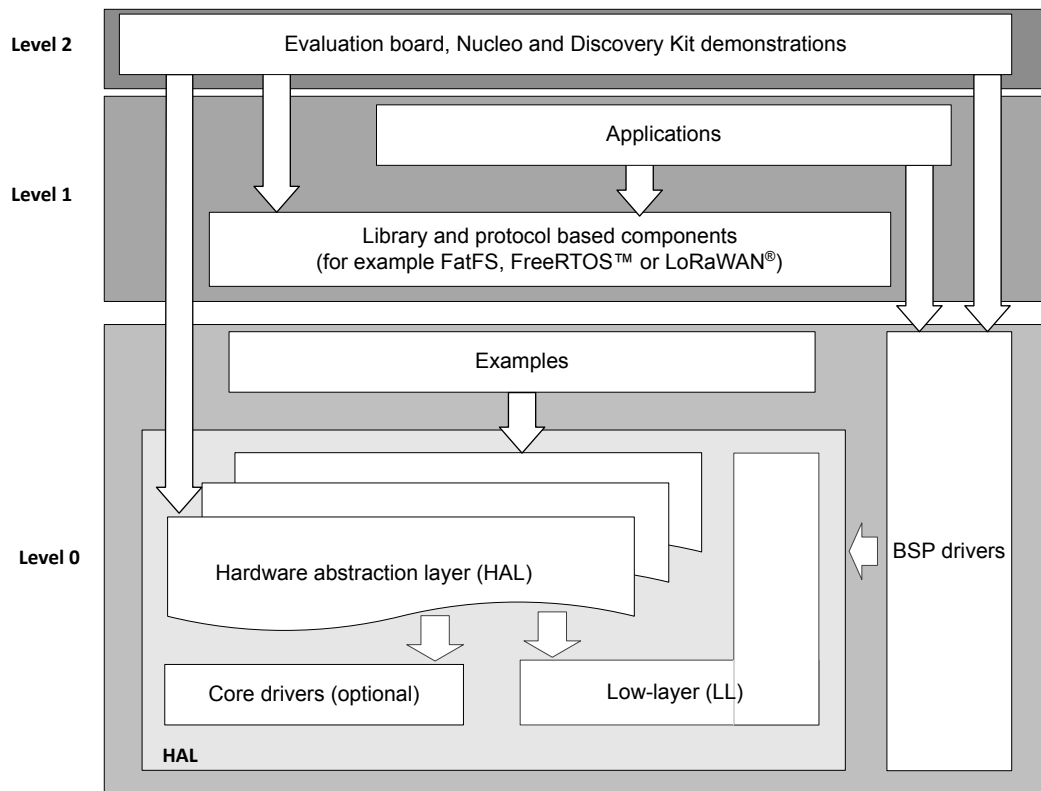 Level 2
Evaluation board, Nucleo and Discovery Kit demonstrations
Applications
Level 1
Library and protocol based components
(for example FatFS, FreeRTOS™ or LoRaWAN®)
Examples
Level 0
Hardware abstraction layer (HAL)
BSP drivers
Core drivers (optional)
Low-layer (LL)
HAL